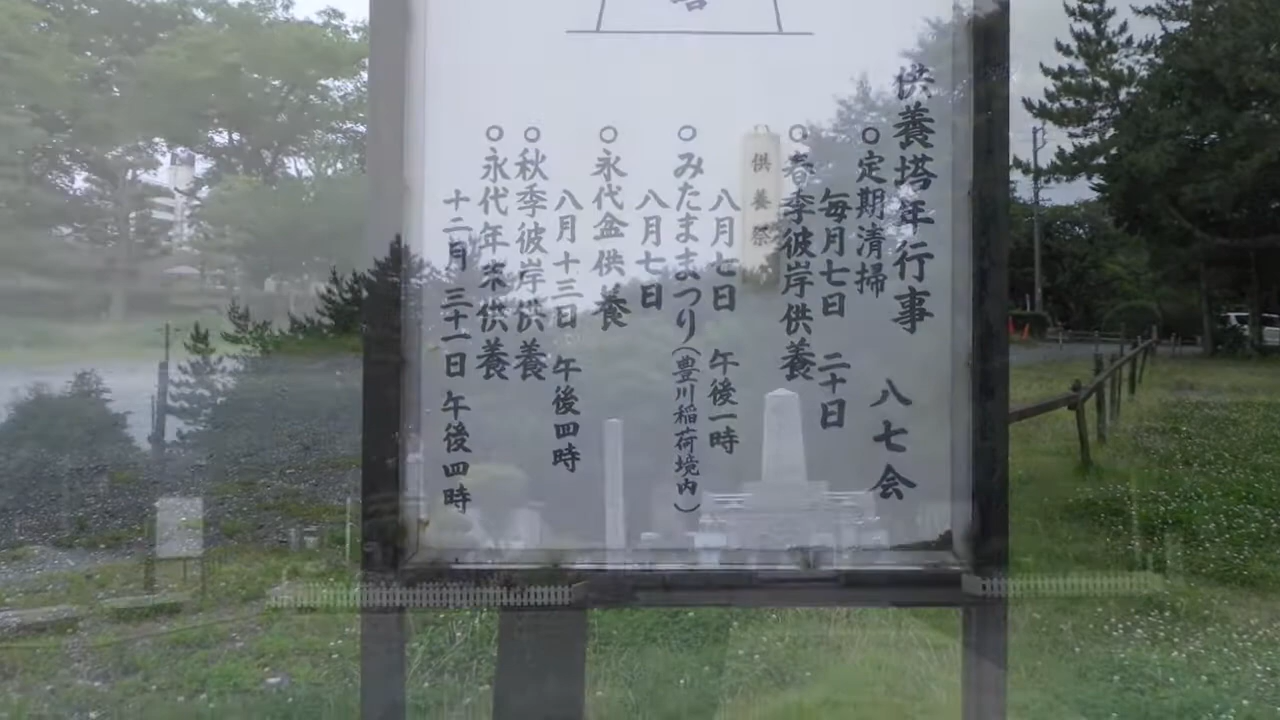 供養塔年行事 八七会
○定期清掃
毎月七日 二十日
○春季彼岸供養
供養祭
八月七日 午後一時
○みたままつり(豊川稲荷境内)
八月七日
○永代盆供養
八月十三日 午後四時
○秋季彼岸供養
○永代年末供養
十二月三十一日 午後四時